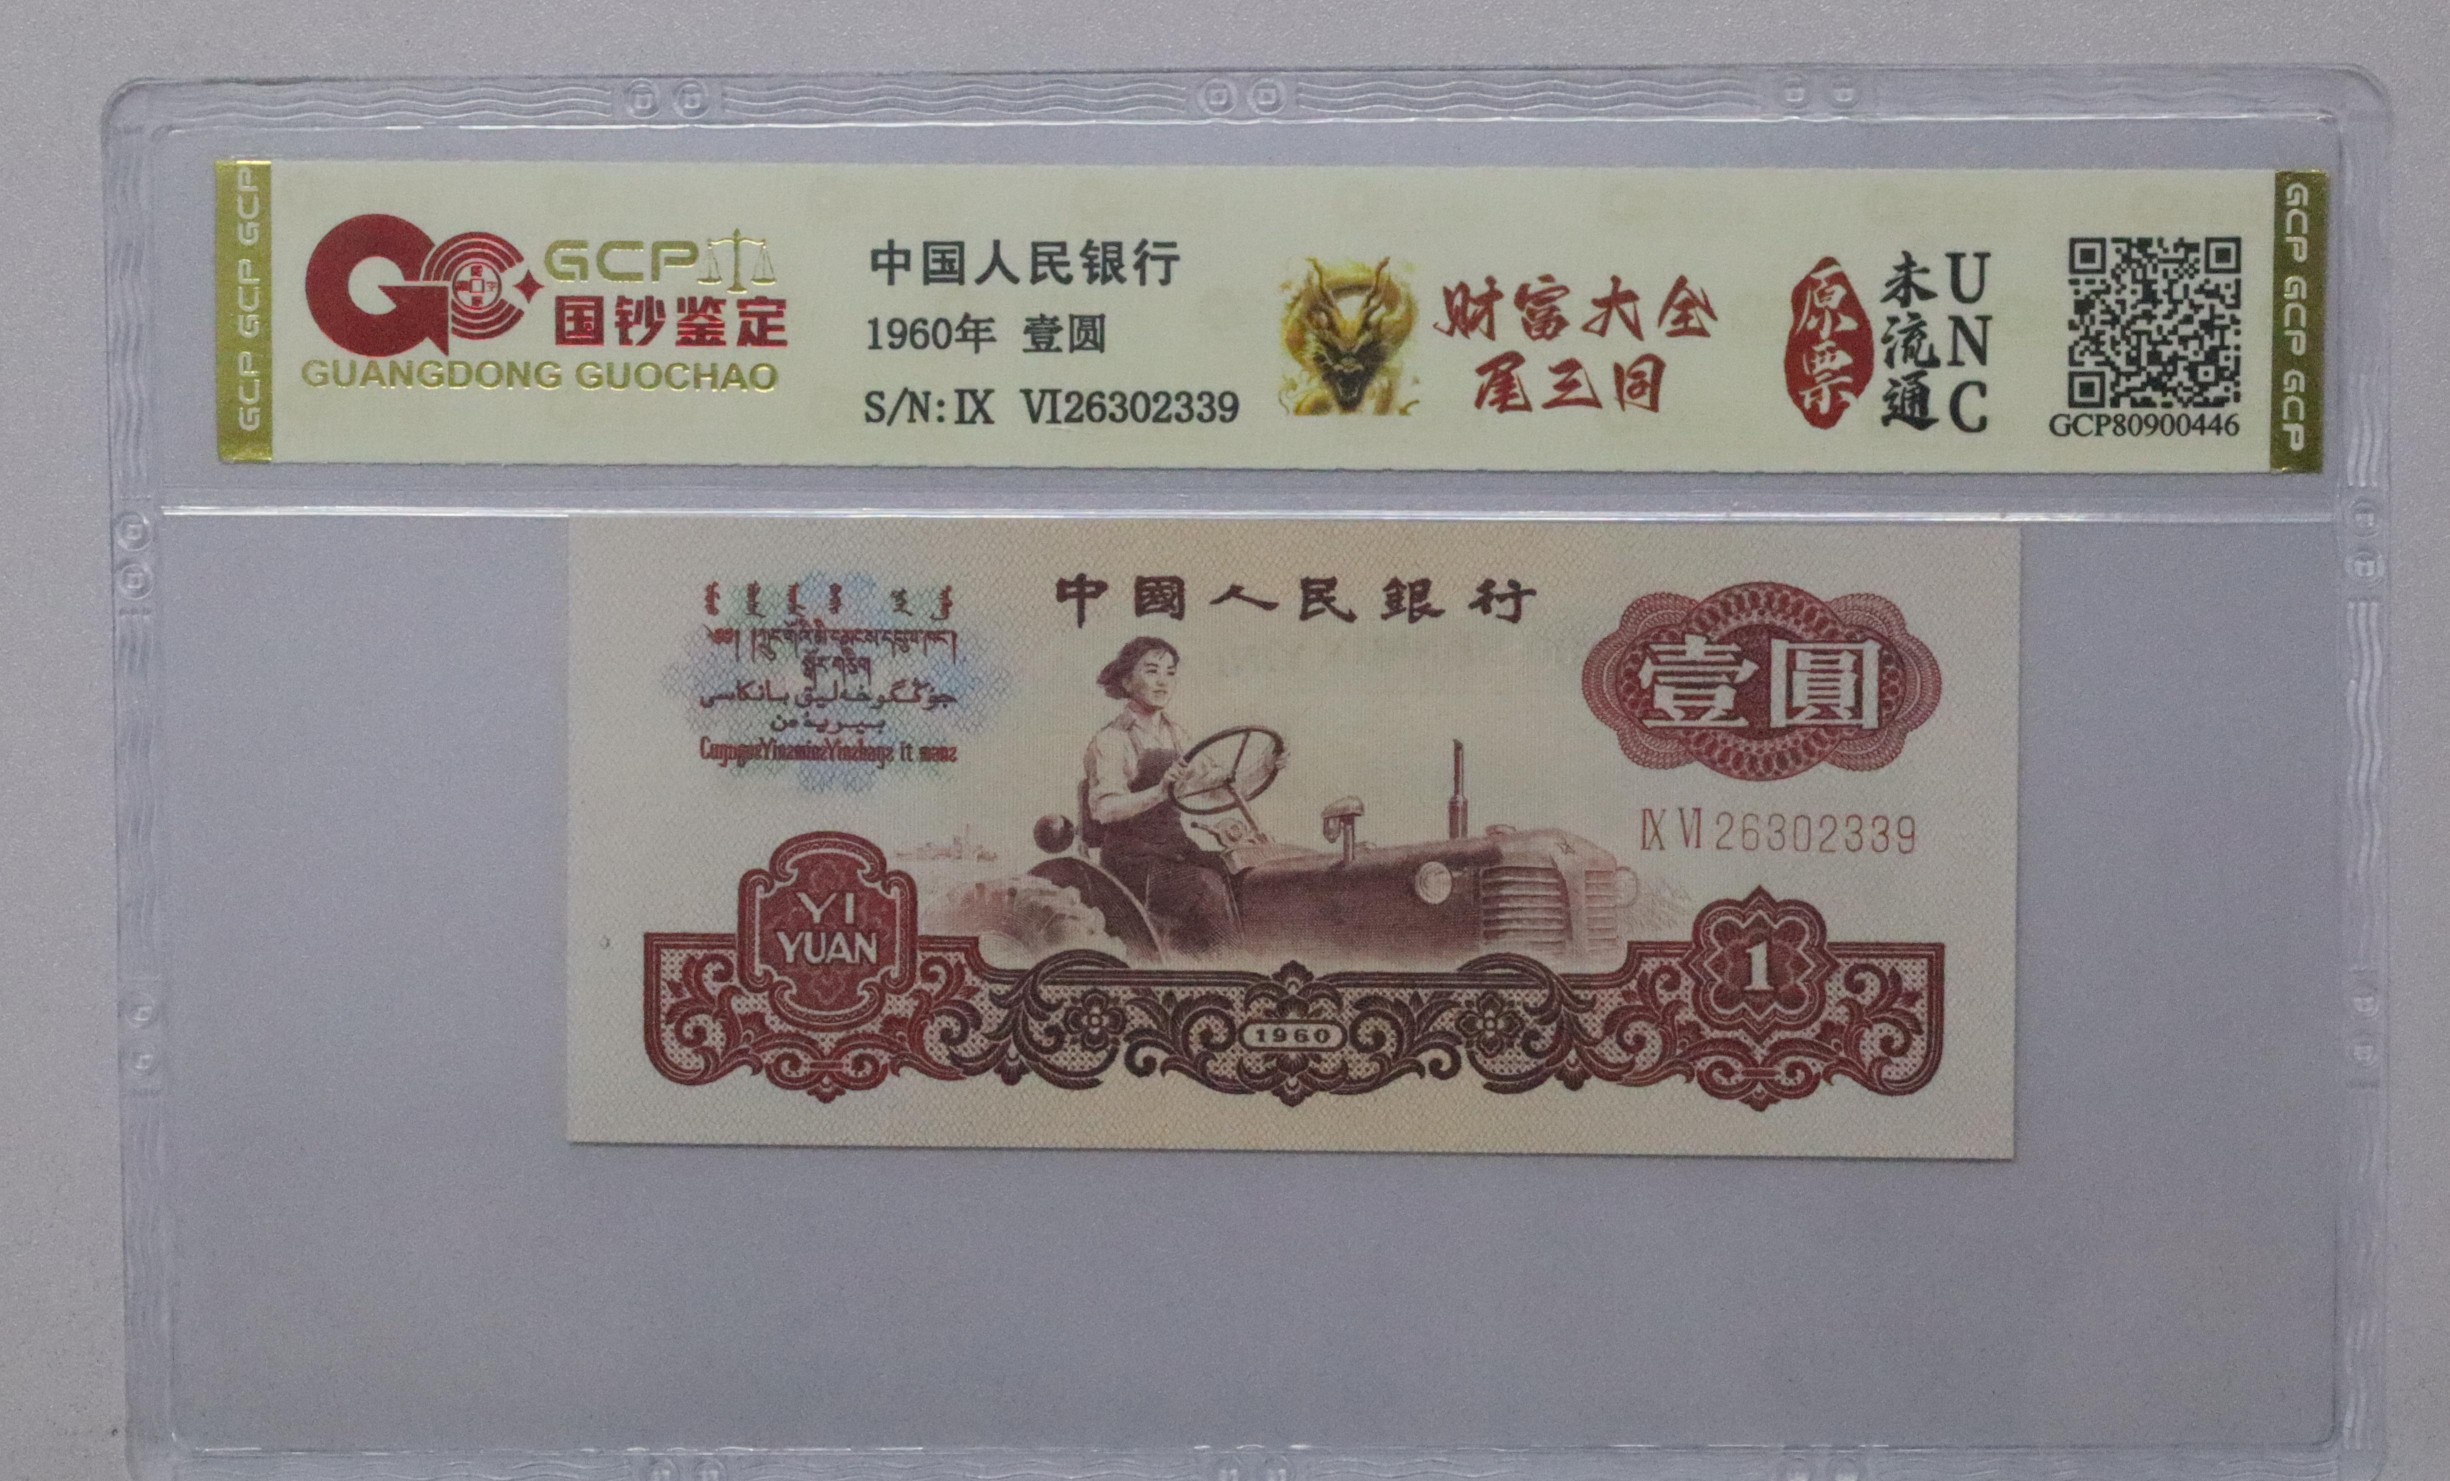 GCP GCP GCP
GCP
国钞鉴定
GUANGDONG GUOCHAO
中国人民银行
1960年 壹圆
S/N: IX VI26302339
财富大全
尾三同
原票
未流通
UNC
GCP80900446
GCP GCP GCP
中國人民銀行
壹圓
IX VI 26302339
YI
YUAN
1
1960